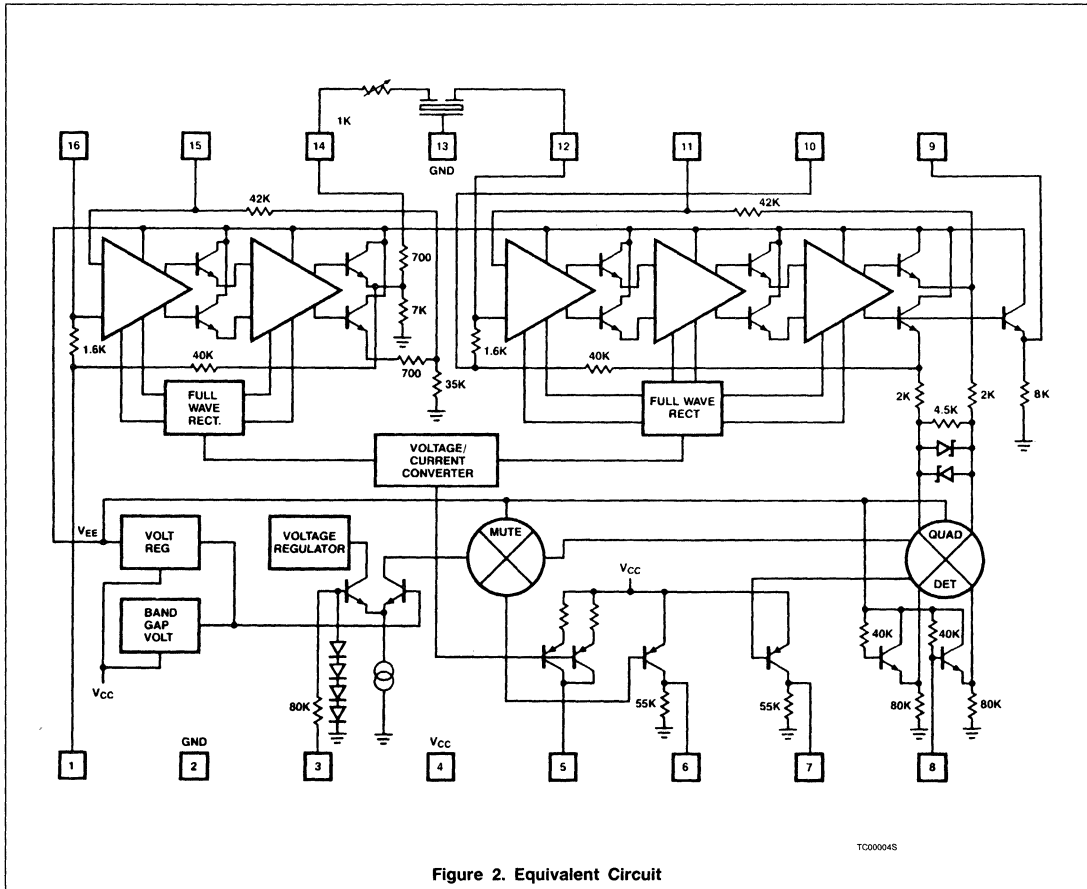 1K
16
15
14
13
12
11
10
9
GND
42K
42K
700
7K
1.6K
40K
700
35K
1.6K
40K
2K
2K
8K
4.5K
FULL
WAVE
RECT.
FULL WAVE
RECT
VOLTAGE/
CURRENT
CONVERTER
VEE
VOLT
REG
VOLTAGE
REGULATOR
MUTE
QUAD
DET
VCC
BAND
GAP
VOLT
VCC
40K
40K
80K
55K
55K
80K
80K
GND
VCC
1
2
3
4
5
6
7
8
TC00004S
Figure 2. Equivalent Circuit